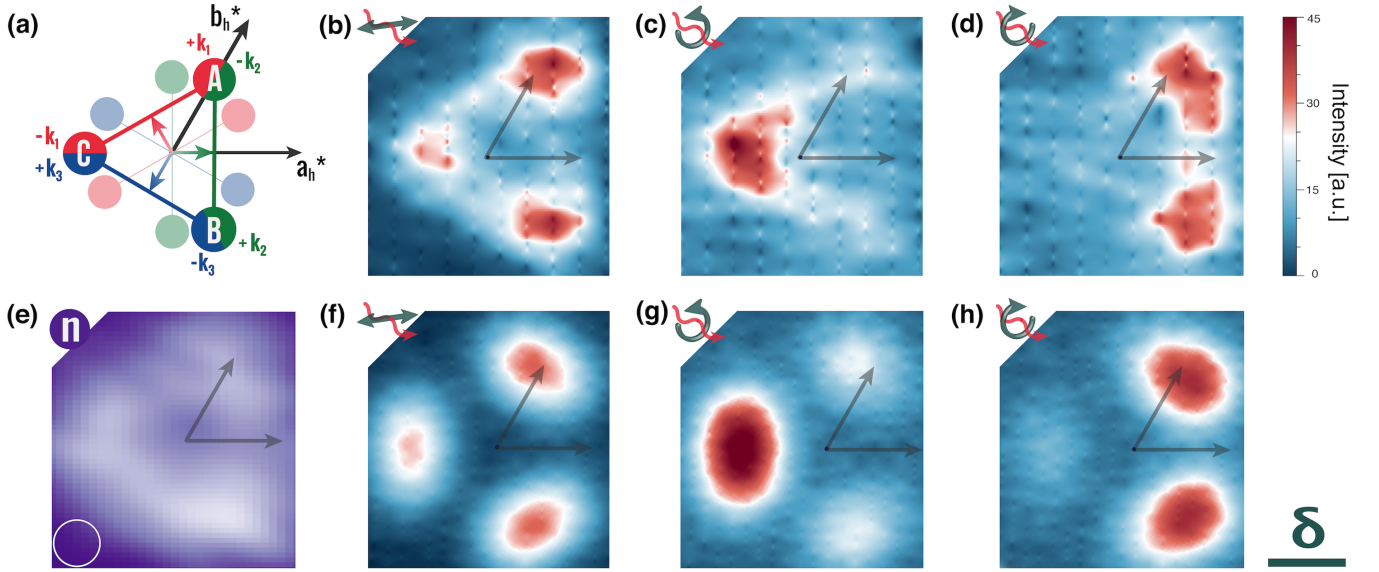 (a)
b_h*
+k₁
A
-k₂
-k₁
C
+k₃
a_h*
B
+k₂
-k₃
(b)
(c)
(d)
45
30
15
0
Intensity [a.u.]
(e)
n
(f)
(g)
(h)
δ